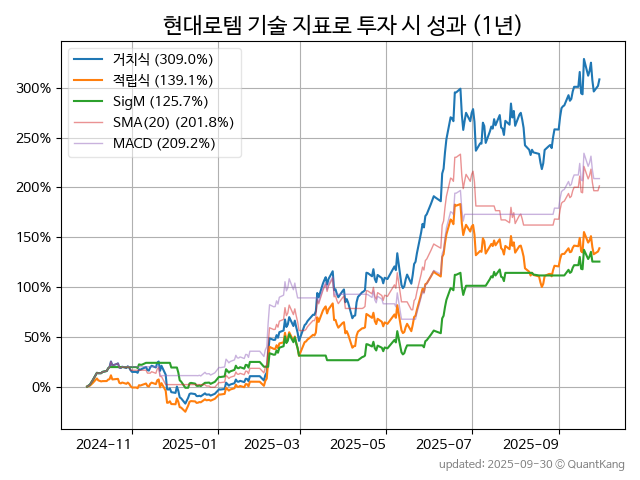 현대로템 기술 지표로 투자 시 성과 (1년)
거치식 (309.0%)
적립식 (139.1%)
SigM (125.7%)
SMA(20) (201.8%)
MACD (209.2%)
300%
250%
200%
150%
100%
50%
0%
2024-11 2025-01 2025-03 2025-05 2025-07 2025-09
updated: 2025-09-30 © QuantKang